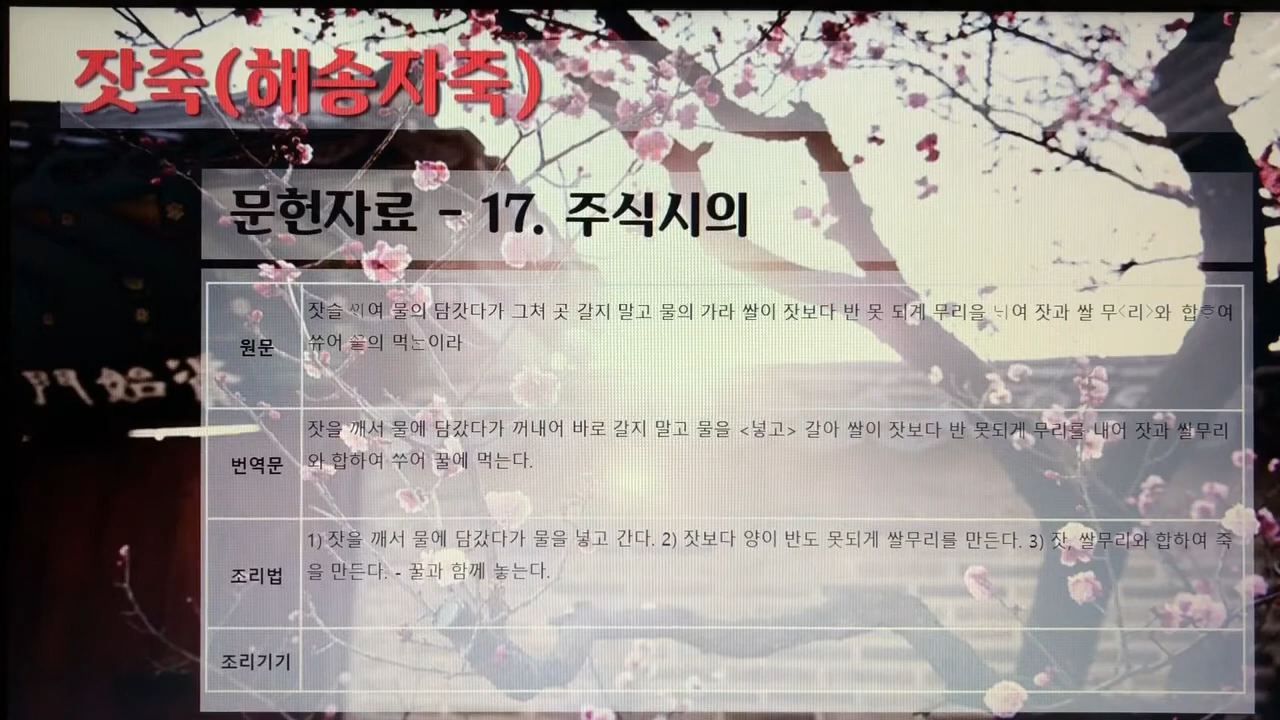 잣죽(해송자죽)
문헌자료 - 17. 주식시의
원문
잣슬 여 물의 담갓다가 그쳐 곳 갈지 말고 물의 가라 쌀이 잣보다 반 못 되게 무리을 잣과 쌀 무<리>와 합ᄒᆞ여
쓔어 먹ᄂᆞ이라
번역문
잣을 깨서 물에 담갔다가 꺼내어 바로 갈지 말고 물을 <넣고> 갈아 쌀이 잣보다 반 못되게 무리를 내어 잣과 쌀무리
와 합하여 쑤어 꿀에 먹는다.
조리법
1) 잣을 깨서 물에 담갔다가 물을 넣고 간다. 2) 잣보다 양이 반도 못되게 쌀무리를 만든다. 3) 잣, 쌀무리와 합하여 죽
을 만든다. - 꿀과 함께 놓는다.
조리기기
門始